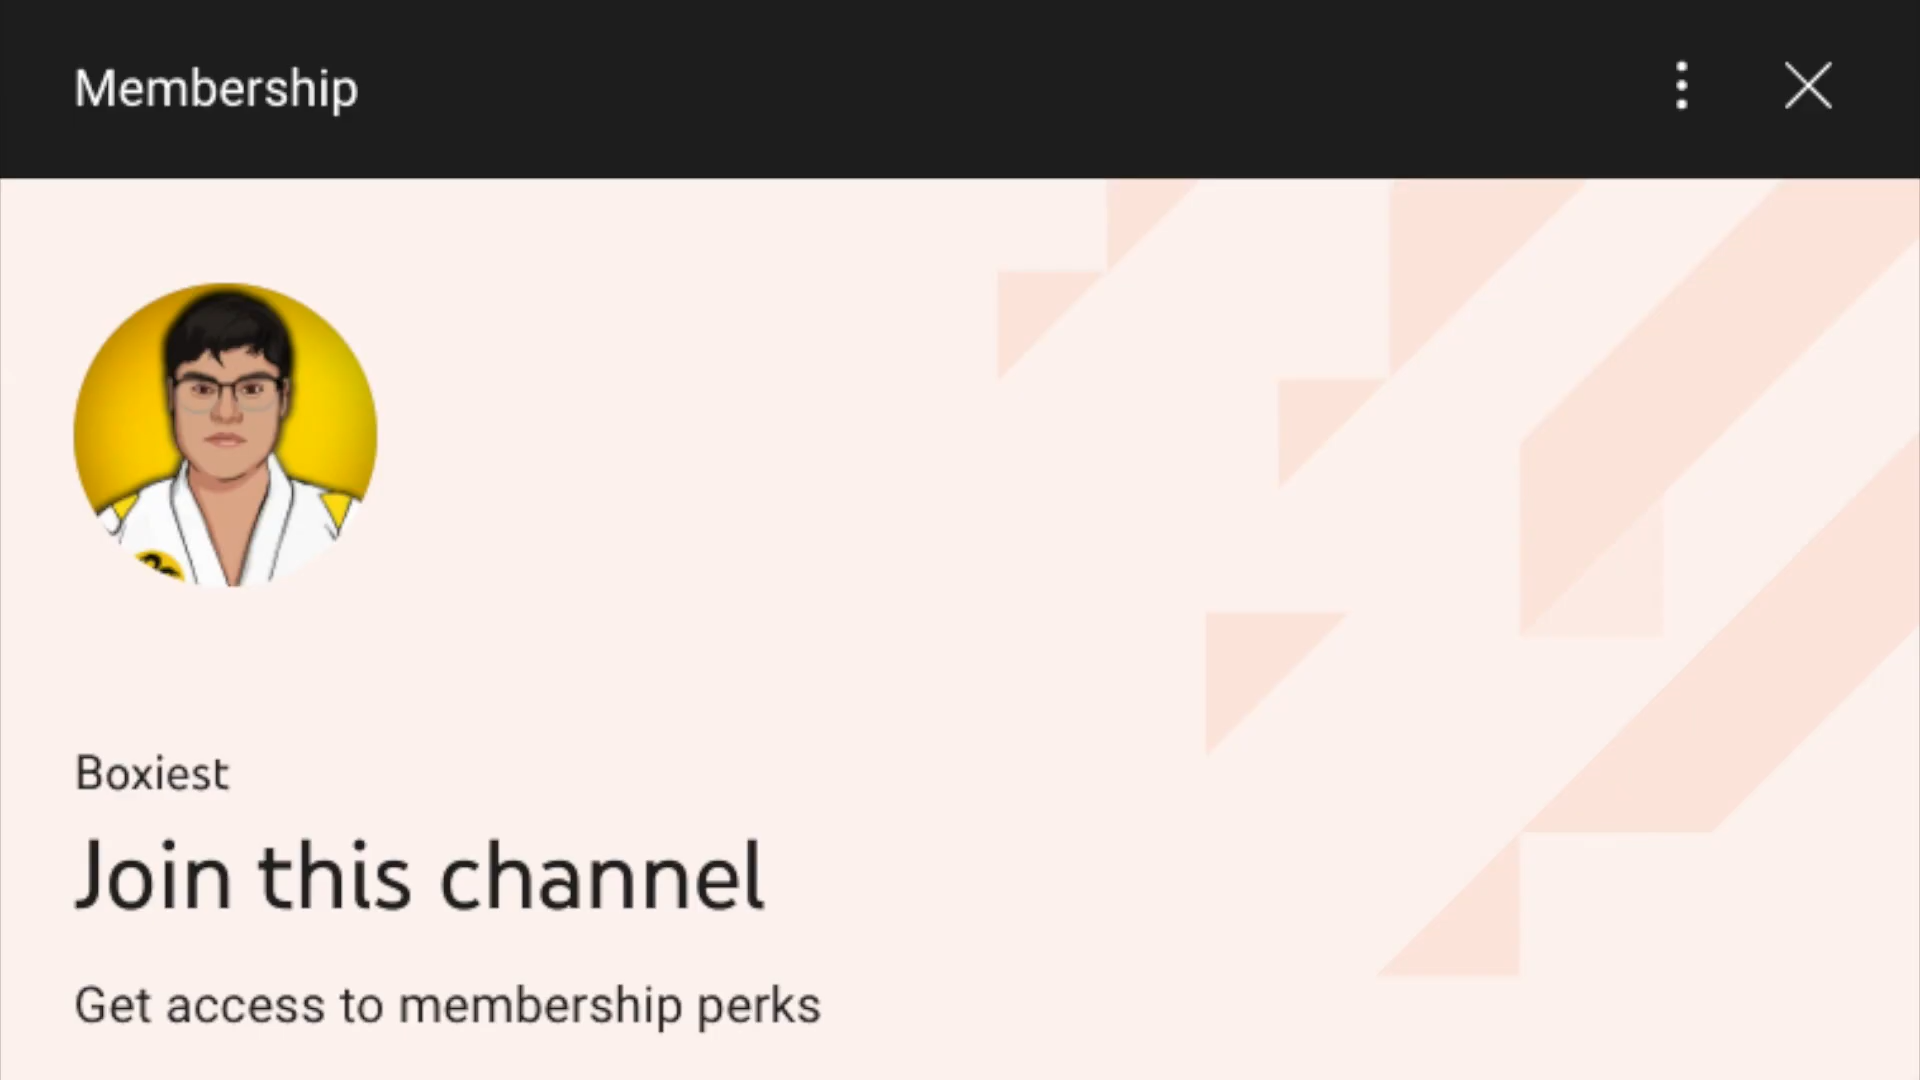 Membership
Boxiest
Join this channel
Get access to membership perks